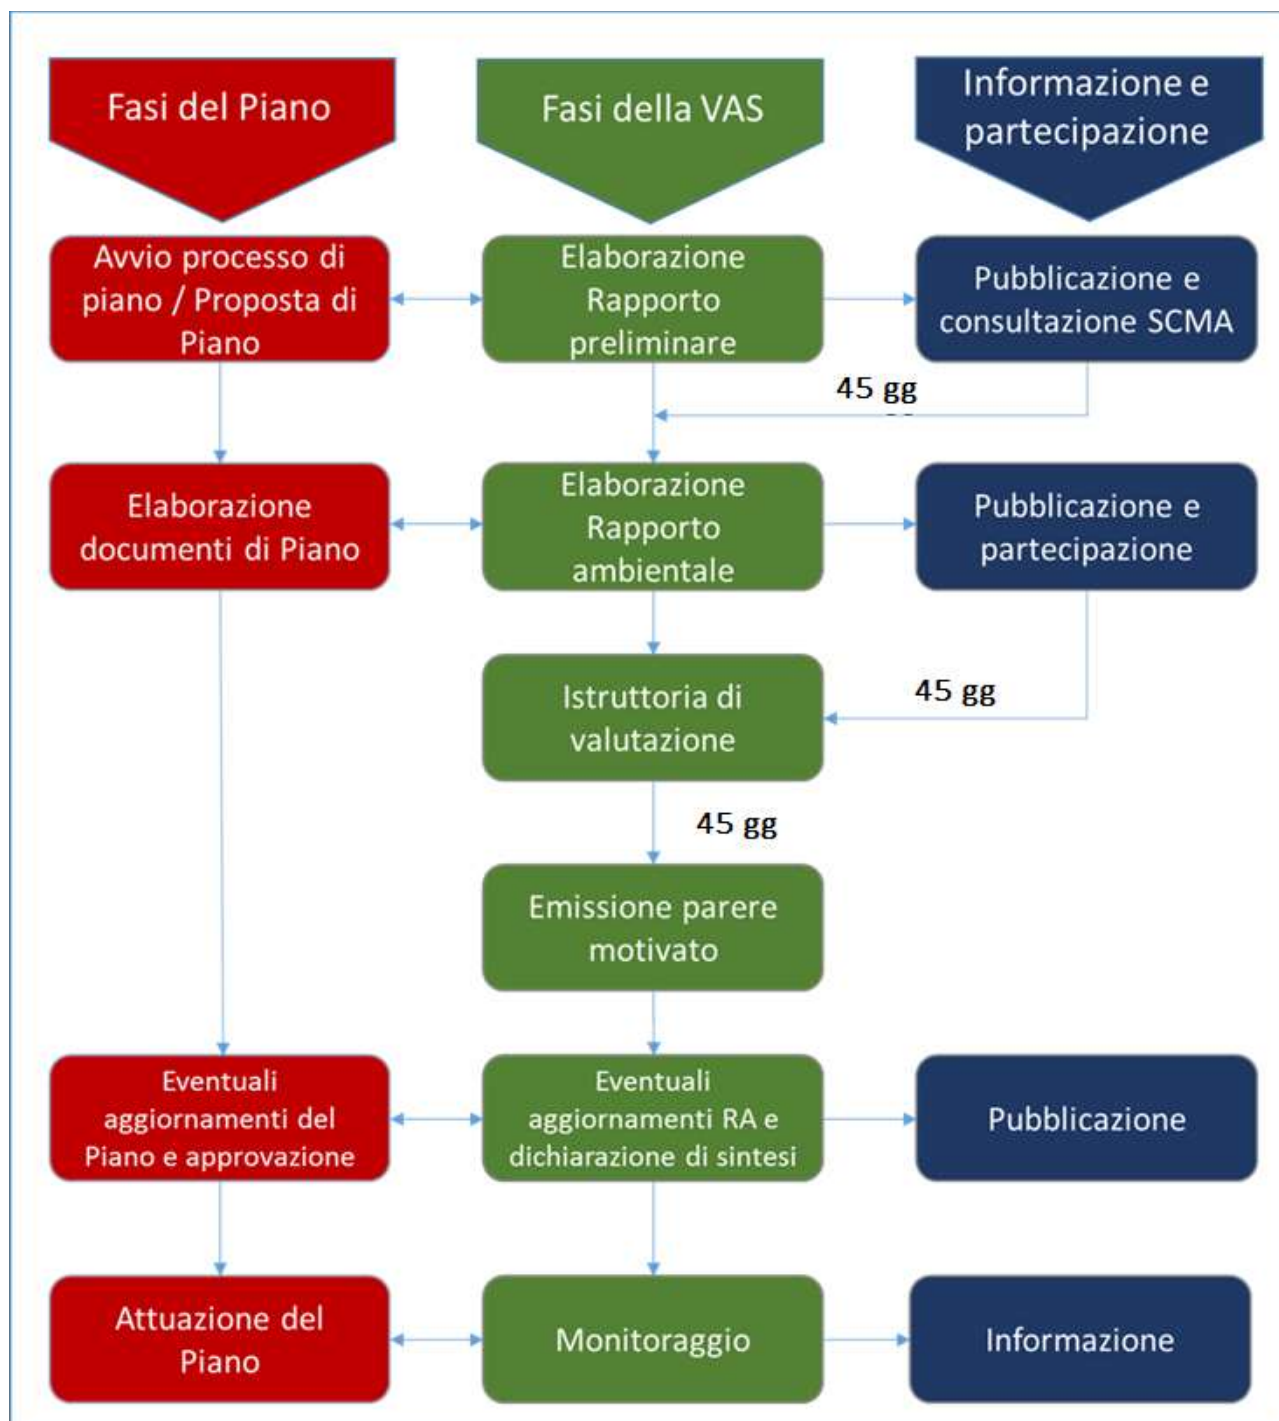 Fasi del Piano
Fasi della VAS
Informazione e
partecipazione
Avvio processo di
piano / Proposta di
Piano
Elaborazione
Rapporto
preliminare
Pubblicazione e
consultazione SCMA
45 gg
Elaborazione
documenti di Piano
Elaborazione
Rapporto
ambientale
Pubblicazione e
partecipazione
Istruttoria di
valutazione
45 gg
45 gg
Emissione parere
motivato
Eventuali
aggiornamenti del
Piano e approvazione
Eventuali
aggiornamenti RA e
dichiarazione di sintesi
Pubblicazione
Attuazione del
Piano
Monitoraggio
Informazione